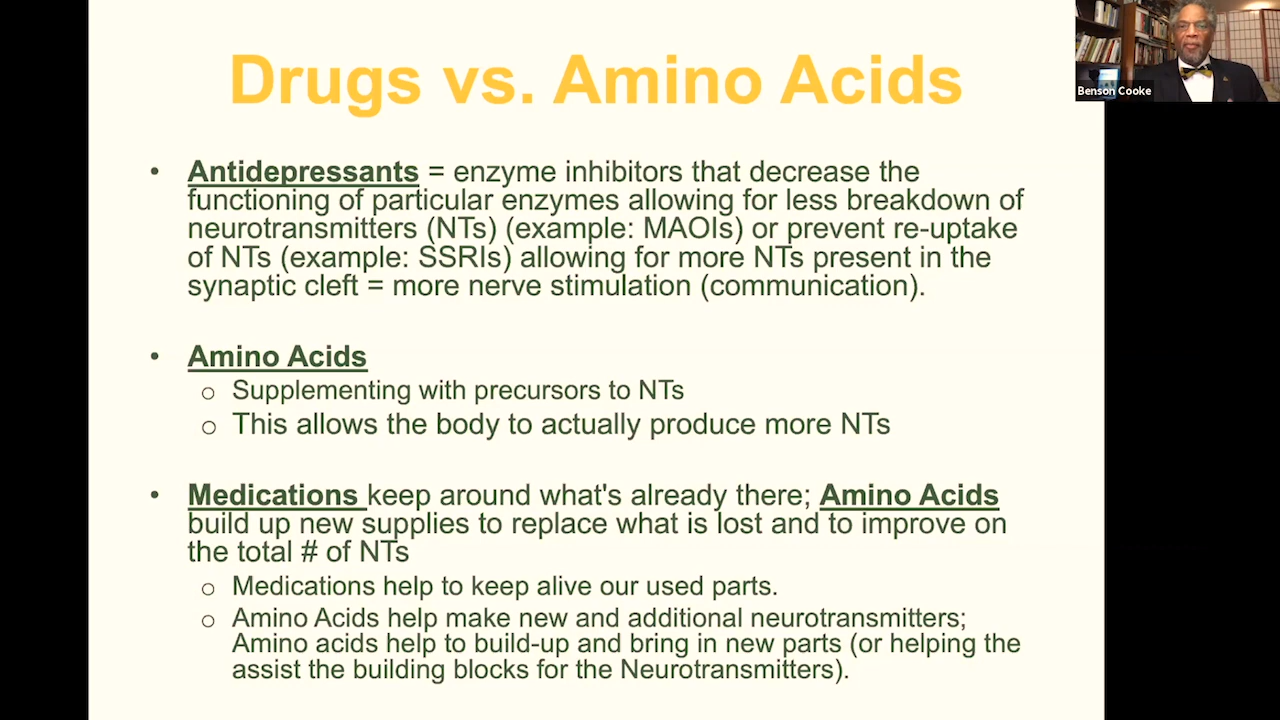 Drugs vs. Amino Acids
Benson Cooke
• Antidepressants = enzyme inhibitors that decrease the
functioning of particular enzymes allowing for less breakdown of
neurotransmitters (NTs) (example: MAOIs) or prevent re-uptake
of NTs (example: SSRIs) allowing for more NTs present in the
synaptic cleft = more nerve stimulation (communication).
• Amino Acids
o Supplementing with precursors to NTs
o This allows the body to actually produce more NTs
• Medications keep around what's already there; Amino Acids
build up new supplies to replace what is lost and to improve on
the total # of NTs
o Medications help to keep alive our used parts.
o Amino Acids help make new and additional neurotransmitters;
Amino acids help to build-up and bring in new parts (or helping the
assist the building blocks for the Neurotransmitters).